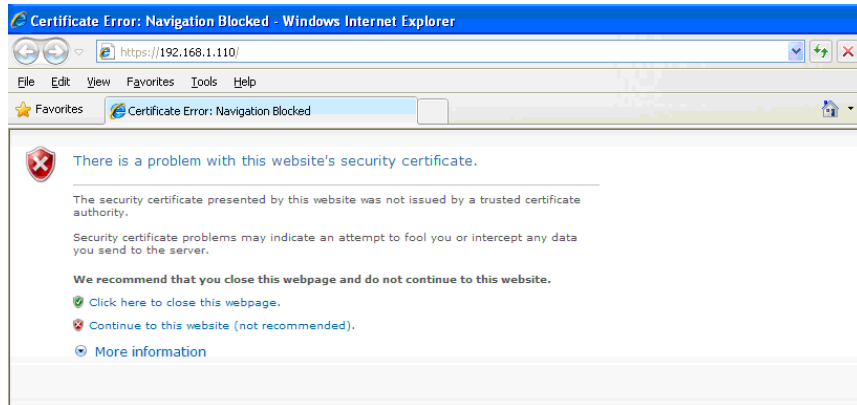 Certificate Error: Navigation Blocked - Windows Internet Explorer
https://192.168.1.110/
File Edit View Favorites Tools Help
Favorites Certificate Error: Navigation Blocked
There is a problem with this website's security certificate.
The security certificate presented by this website was not issued by a trusted certificate
authority.
Security certificate problems may indicate an attempt to fool you or intercept any data
you send to the server.
We recommend that you close this webpage and do not continue to this website.
Click here to close this webpage.
Continue to this website (not recommended).
More information